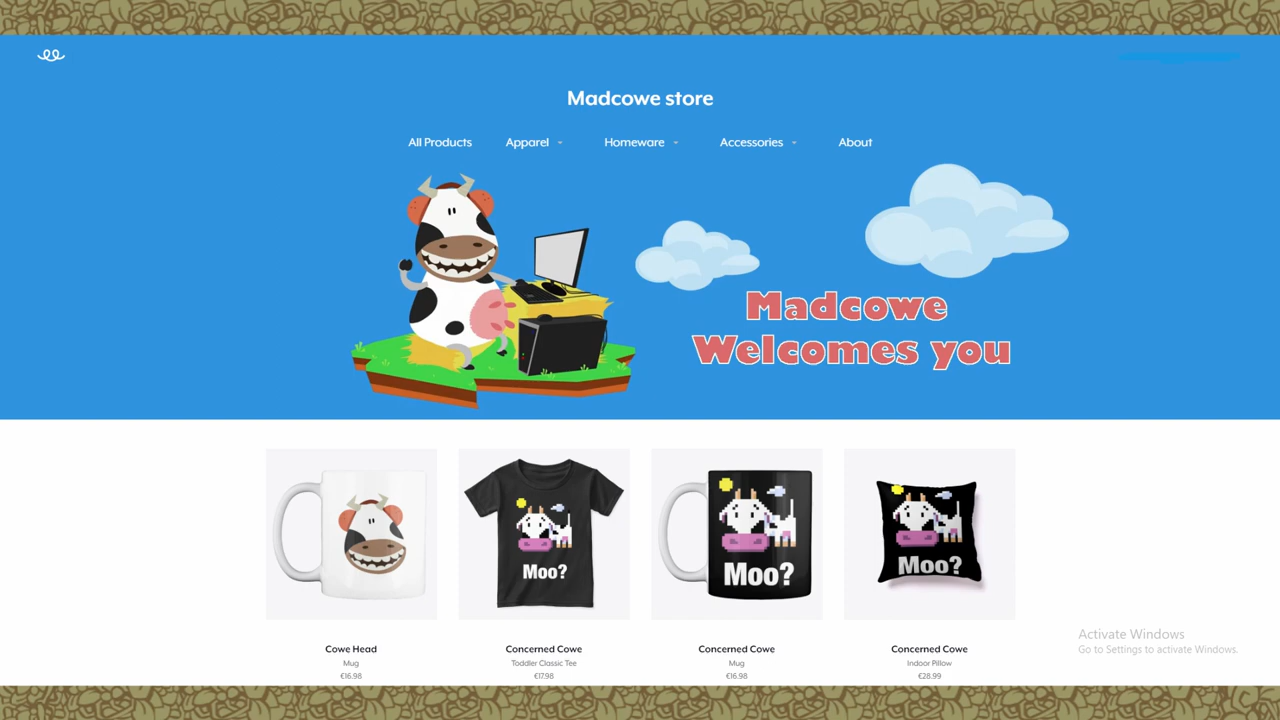 Madcowe store
All Products Apparel Homeware Accessories About
Madcowe
Welcomes you
Moo?
Moo?
Moo?
Cowe Head
Mug
€16.98
Concerned Cowe
Toddler Classic Tee
€17.98
Concerned Cowe
Mug
€16.98
Concerned Cowe
Indoor Pillow
€28.99
Activate Windows
Go to Settings to activate Windows.